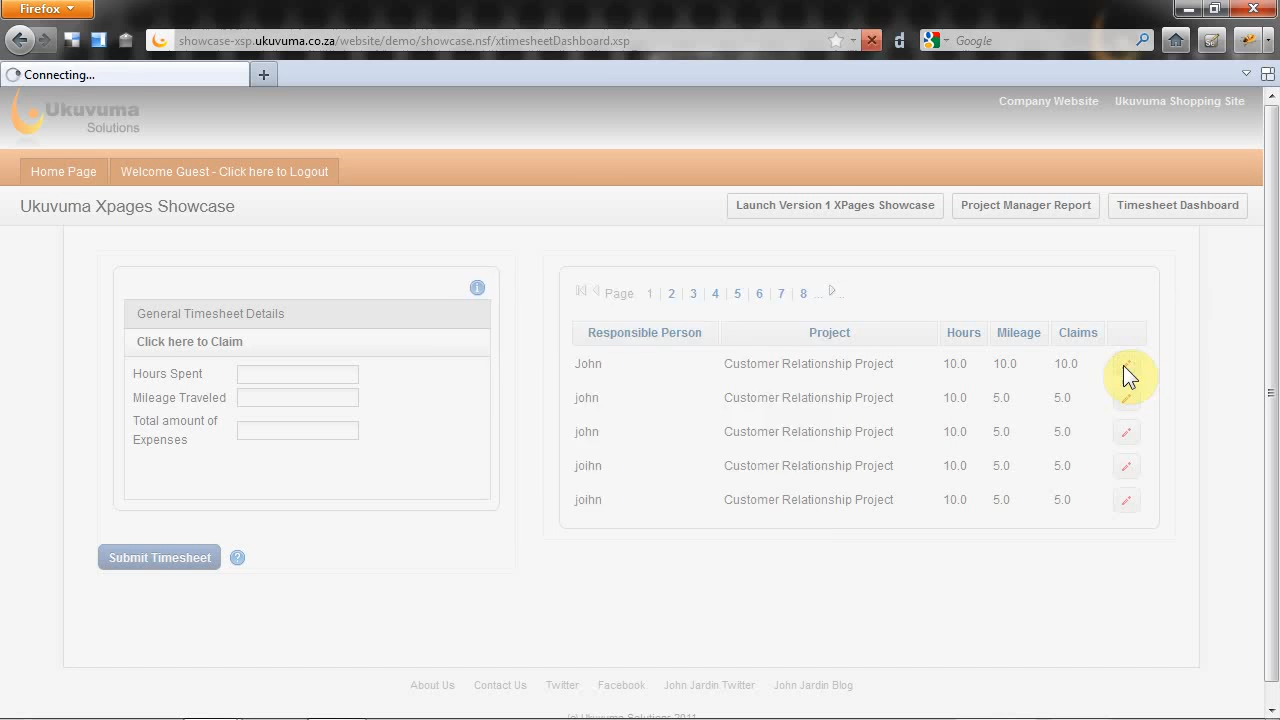 Firefox
showcase-xsp.ukuvuma.co.za/website/demo/showcase.nsf/xtimesheetDashboard.xsp
Google
Connecting...
Ukuvuma
Solutions
Company Website
Ukuvuma Shopping Site
Home Page
Welcome Guest - Click here to Logout
Ukuvuma Xpages Showcase
Launch Version 1 XPages Showcase
Project Manager Report
Timesheet Dashboard
General Timesheet Details
Click here to Claim
Hours Spent
Mileage Traveled
Total amount of
Expenses
Submit Timesheet
Page 1 | 2 | 3 | 4 | 5 | 6 | 7 | 8 ...
Responsible Person Project Hours Mileage Claims
John Customer Relationship Project 10.0 10.0 10.0
john Customer Relationship Project 10.0 5.0 5.0
john Customer Relationship Project 10.0 5.0 5.0
joihn Customer Relationship Project 10.0 5.0 5.0
joihn Customer Relationship Project 10.0 5.0 5.0
About Us Contact Us Twitter Facebook John Jardin Twitter John Jardin Blog
(c) Ukuvuma Solutions 2011